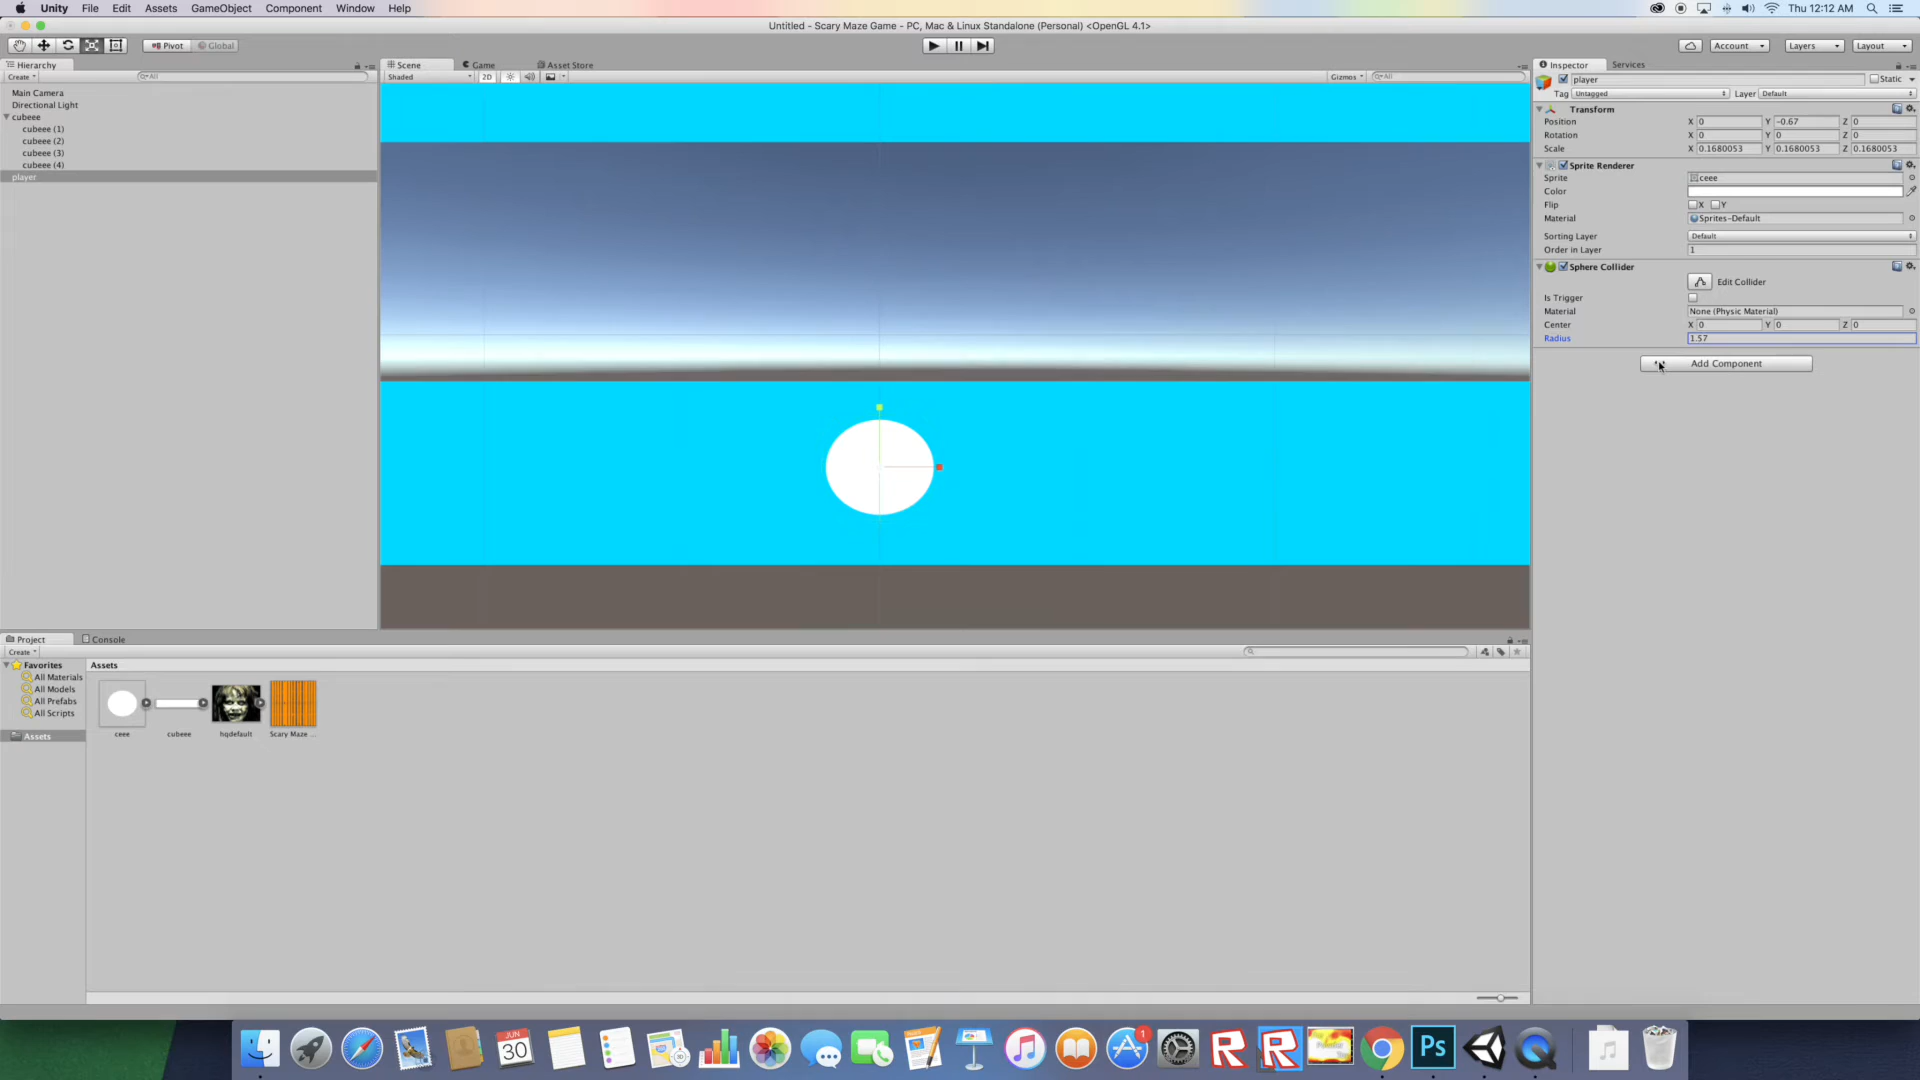 Unity File Edit Assets GameObject Component Window Help Thu 12:12 AM
Untitled - Scary Maze Game - PC, Mac & Linux Standalone (Personal) <OpenGL 4.1>
Pivot Global Account Layers Layout
Hierarchy Scene Game Asset Store Inspector Services
Create All Shaded 2D Gizmos All
player Static
Tag Untagged Layer Default
Main Camera
Directional Light
cubeee
cubeee (1)
cubeee (2)
cubeee (3)
cubeee (4)
player
Transform
Position X 0 Y -0.67 Z 0
Rotation X 0 Y 0 Z 0
Scale X 0.1680053 Y 0.1680053 Z 0.1680053
Sprite Renderer
Sprite ceee
Color
Flip X Y
Material Sprites-Default
Sorting Layer Default
Order in Layer 1
Sphere Collider
Edit Collider
Is Trigger
Material None (Physic Material)
Center X 0 Y 0 Z 0
Radius 1.57
Add Component
Project Console
Create
Favorites
All Materials
All Models
All Prefabs
All Scripts
Assets
Assets
ceee cubeee hqdefault Scary Maze ...
JUN
30
1
Ps